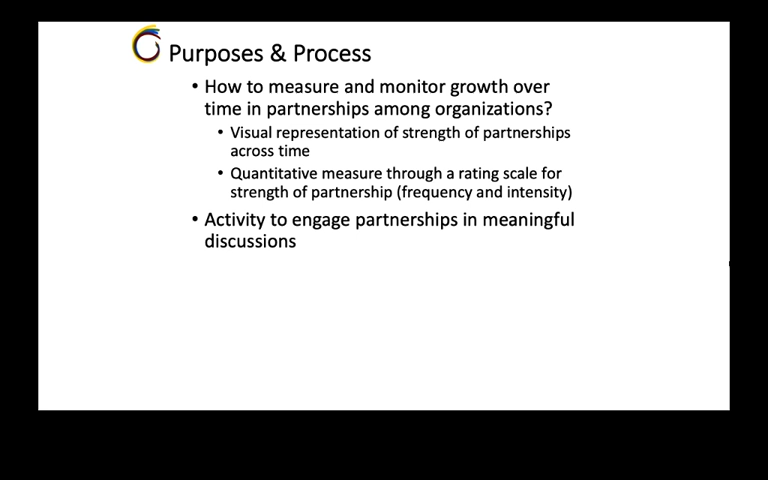 Purposes & Process
• How to measure and monitor growth over
time in partnerships among organizations?
• Visual representation of strength of partnerships
across time
• Quantitative measure through a rating scale for
strength of partnership (frequency and intensity)
• Activity to engage partnerships in meaningful
discussions